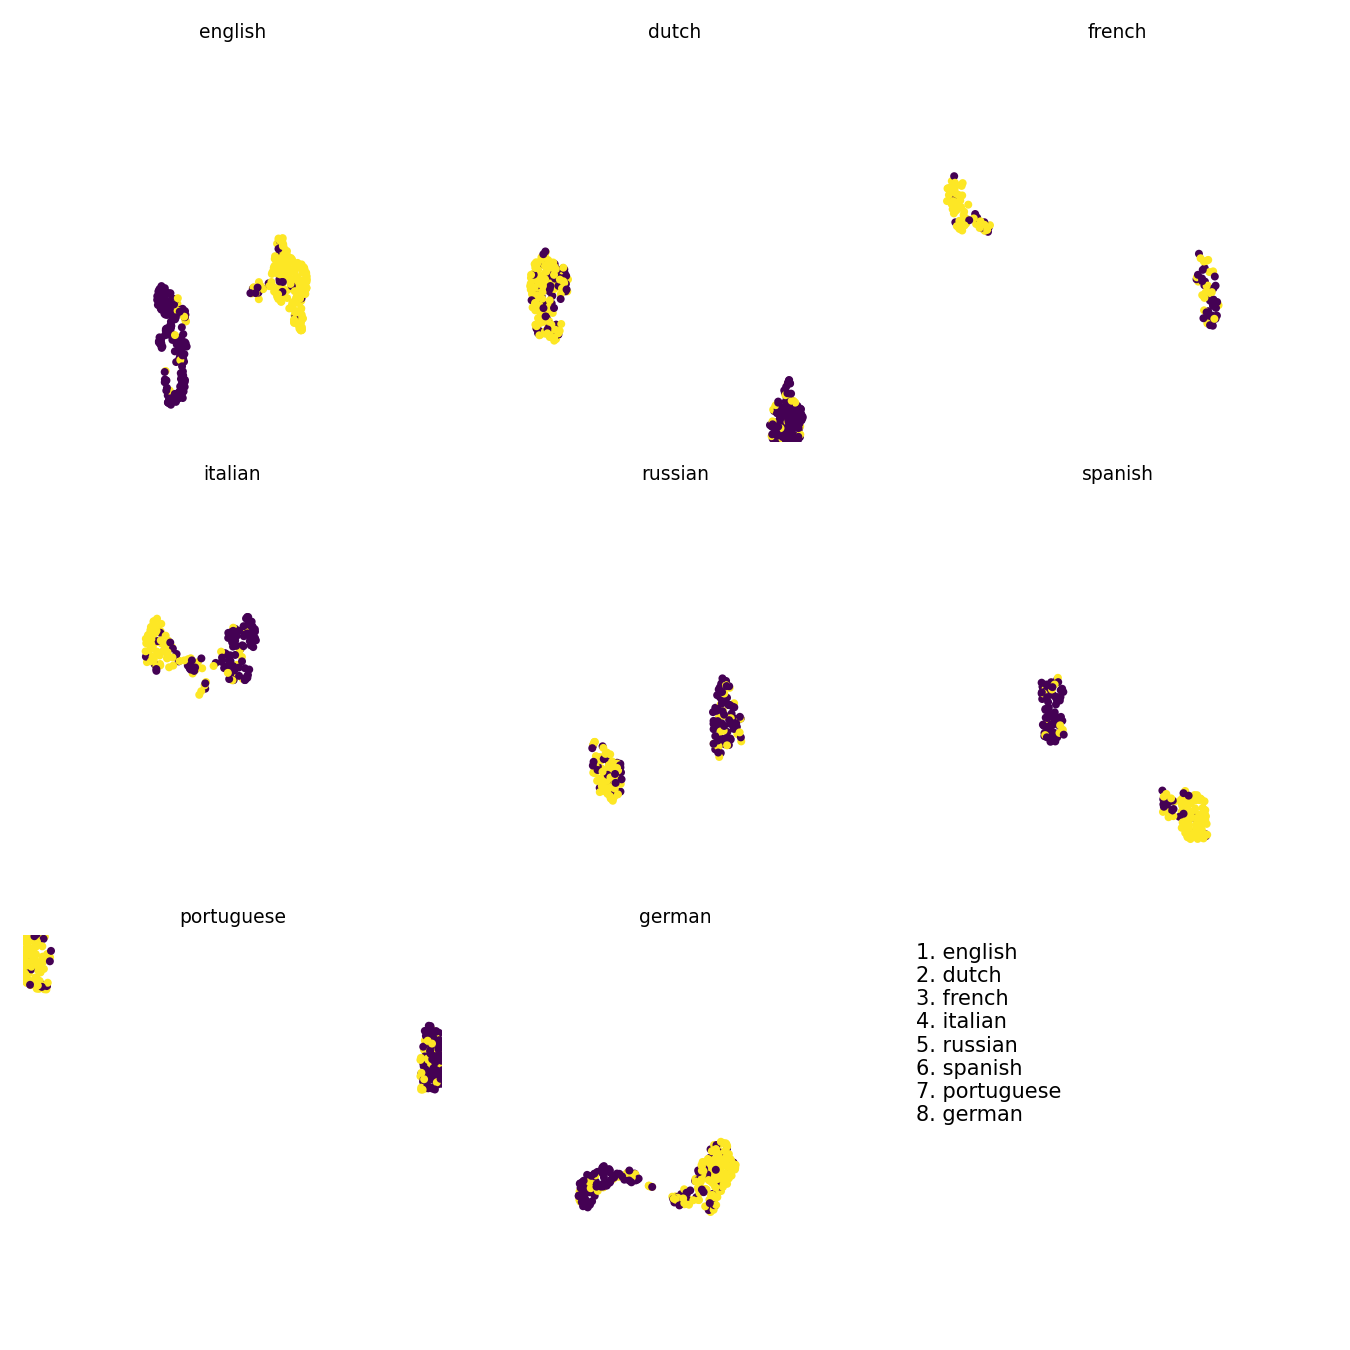 english
dutch
french
italian
russian
spanish
portuguese
german
1. english
2. dutch
3. french
4. italian
5. russian
6. spanish
7. portuguese
8. german